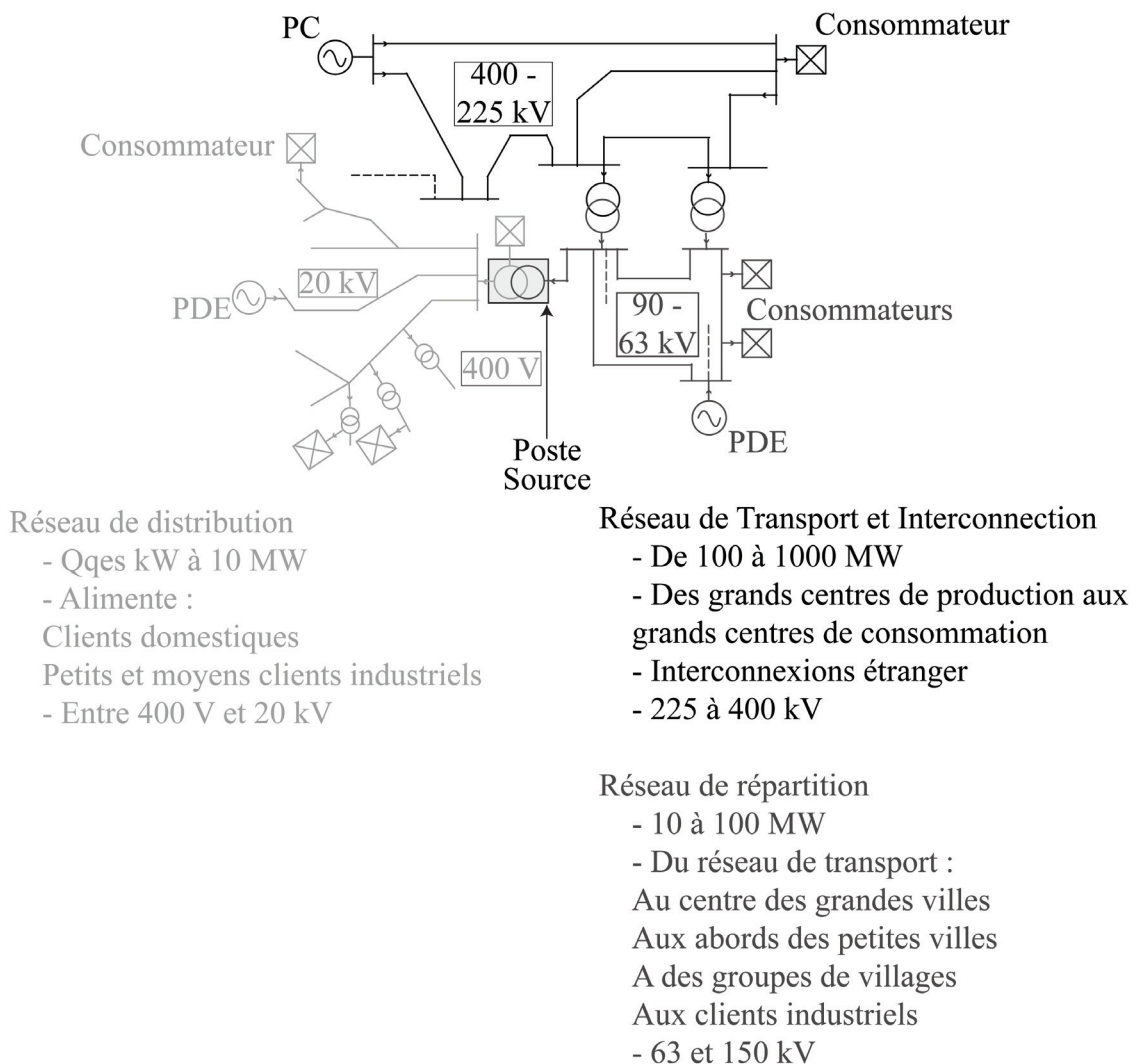 PC
Consommateur
400 -
225 kV
Consommateur
20 kV
PDE
90 -
63 kV
Consommateurs
400 V
PDE
Poste
Source
Réseau de distribution
- Qqes kW à 10 MW
- Alimente :
Clients domestiques
Petits et moyens clients industriels
- Entre 400 V et 20 kV
Réseau de Transport et Interconnection
- De 100 à 1000 MW
- Des grands centres de production aux
grands centres de consommation
- Interconnexions étranger
- 225 à 400 kV
Réseau de répartition
- 10 à 100 MW
- Du réseau de transport :
Au centre des grandes villes
Aux abords des petites villes
A des groupes de villages
Aux clients industriels
- 63 et 150 kV